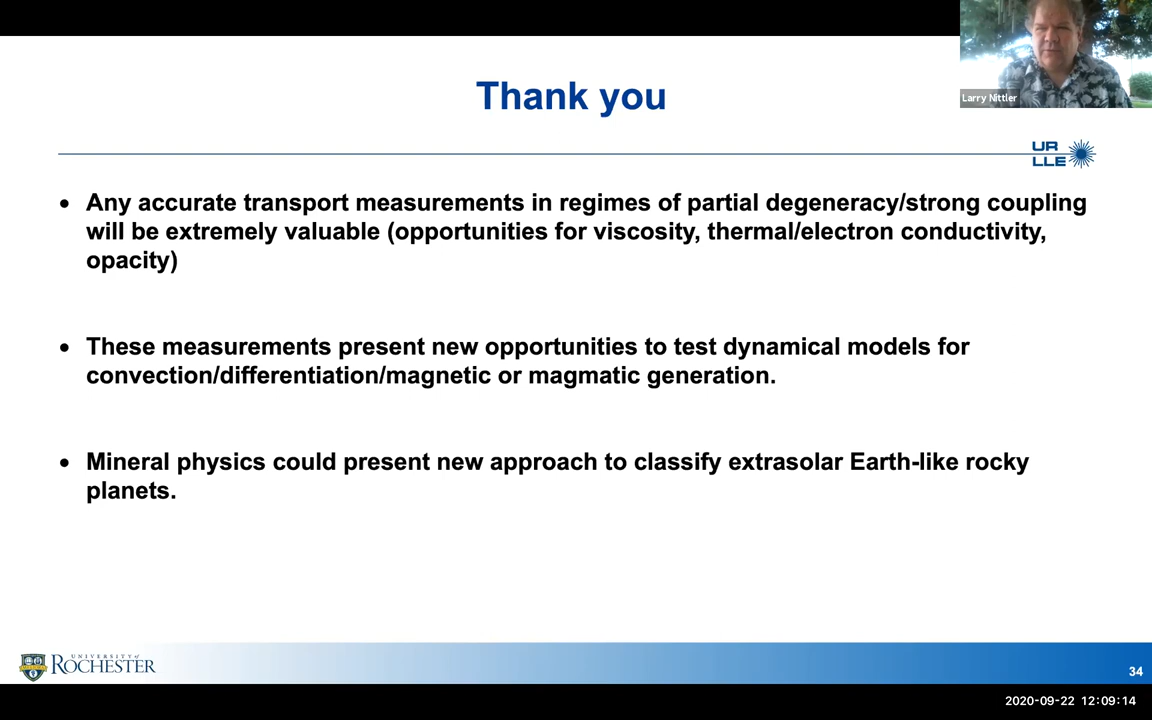 Larry Nittler
Thank you
UR
LLE
• Any accurate transport measurements in regimes of partial degeneracy/strong coupling
will be extremely valuable (opportunities for viscosity, thermal/electron conductivity,
opacity)
• These measurements present new opportunities to test dynamical models for
convection/differentiation/magnetic or magmatic generation.
• Mineral physics could present new approach to classify extrasolar Earth-like rocky
planets.
UNIVERSITY of
ROCHESTER
34
2020-09-22 12:09:14